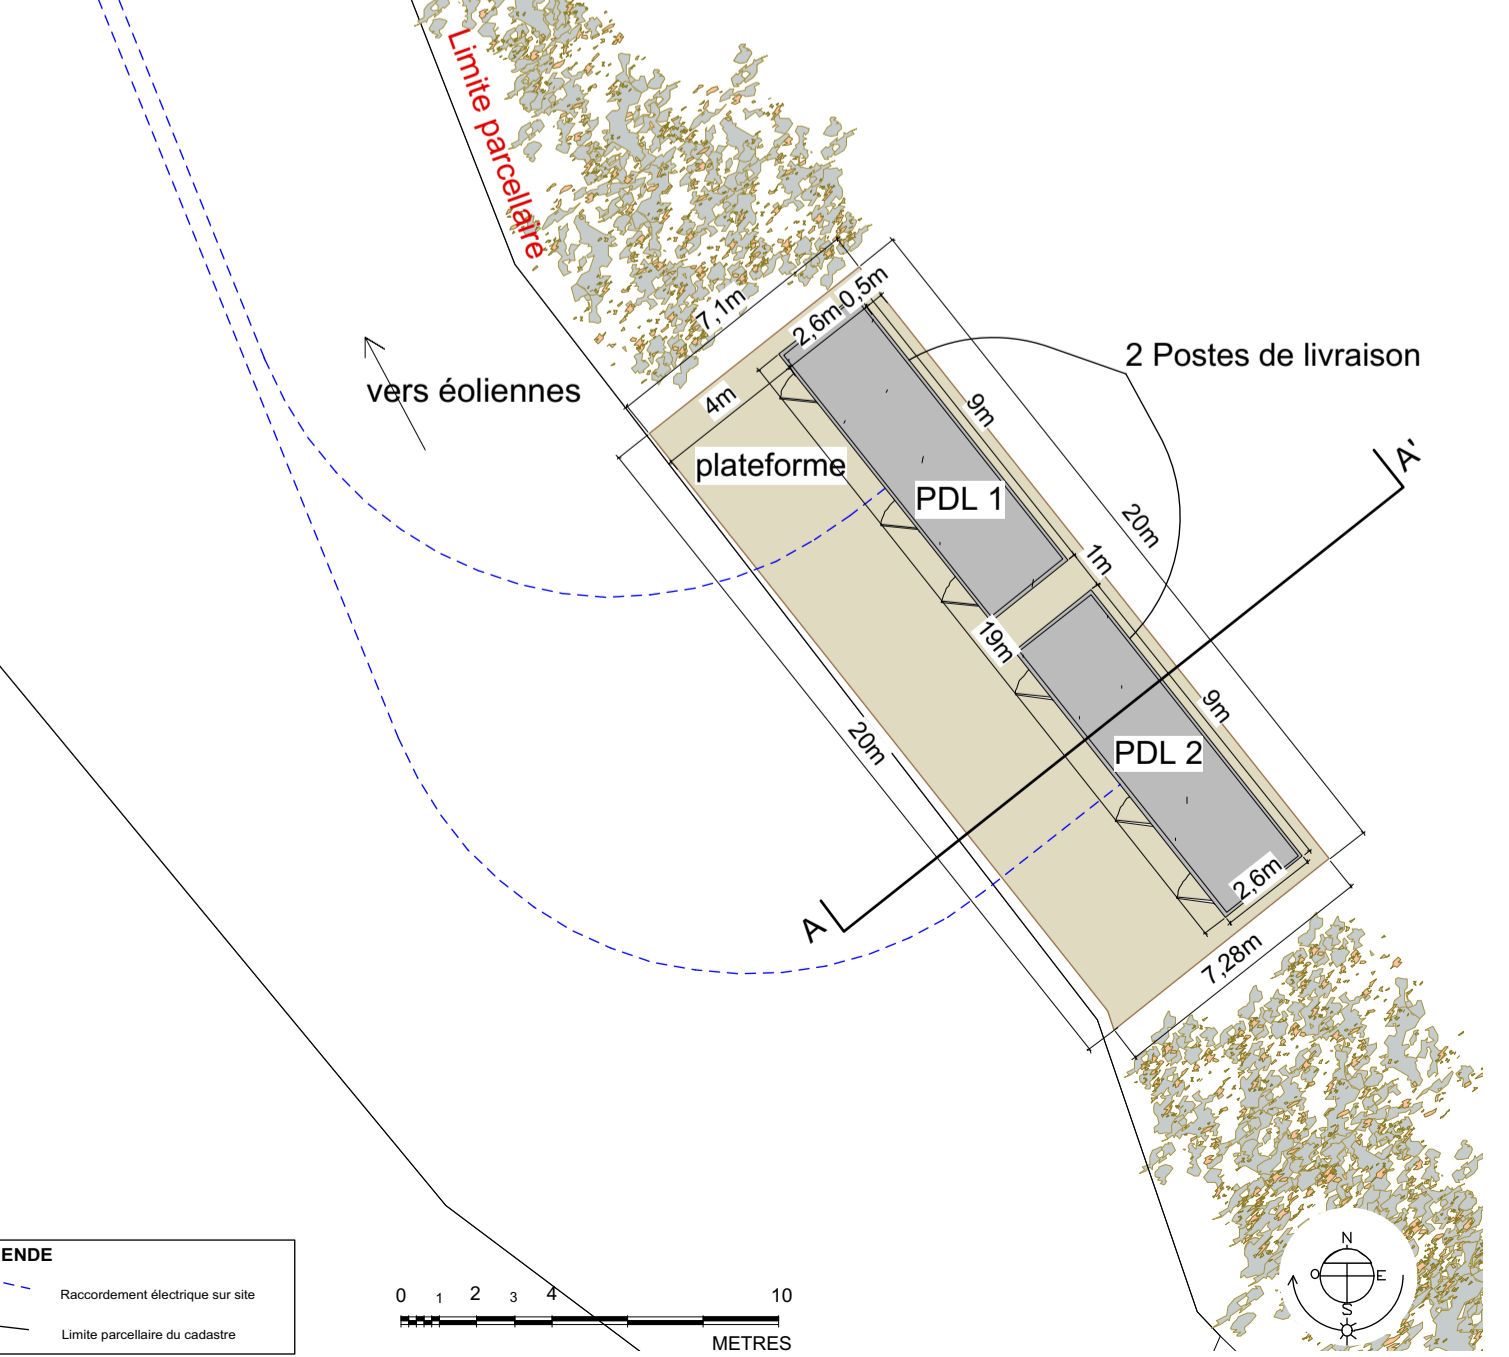 Limite parcellaire
7,1m
2,6m
0,5m
4m
vers éoliennes
2 Postes de livraison
9m
plateforme
PDL 1
A'
20m
1m
19m
9m
20m
PDL 2
2,6m
A
7,28m
ENDE
Raccordement électrique sur site
Limite parcellaire du cadastre
0 1 2 3 4 10
METRES
N
O E
S